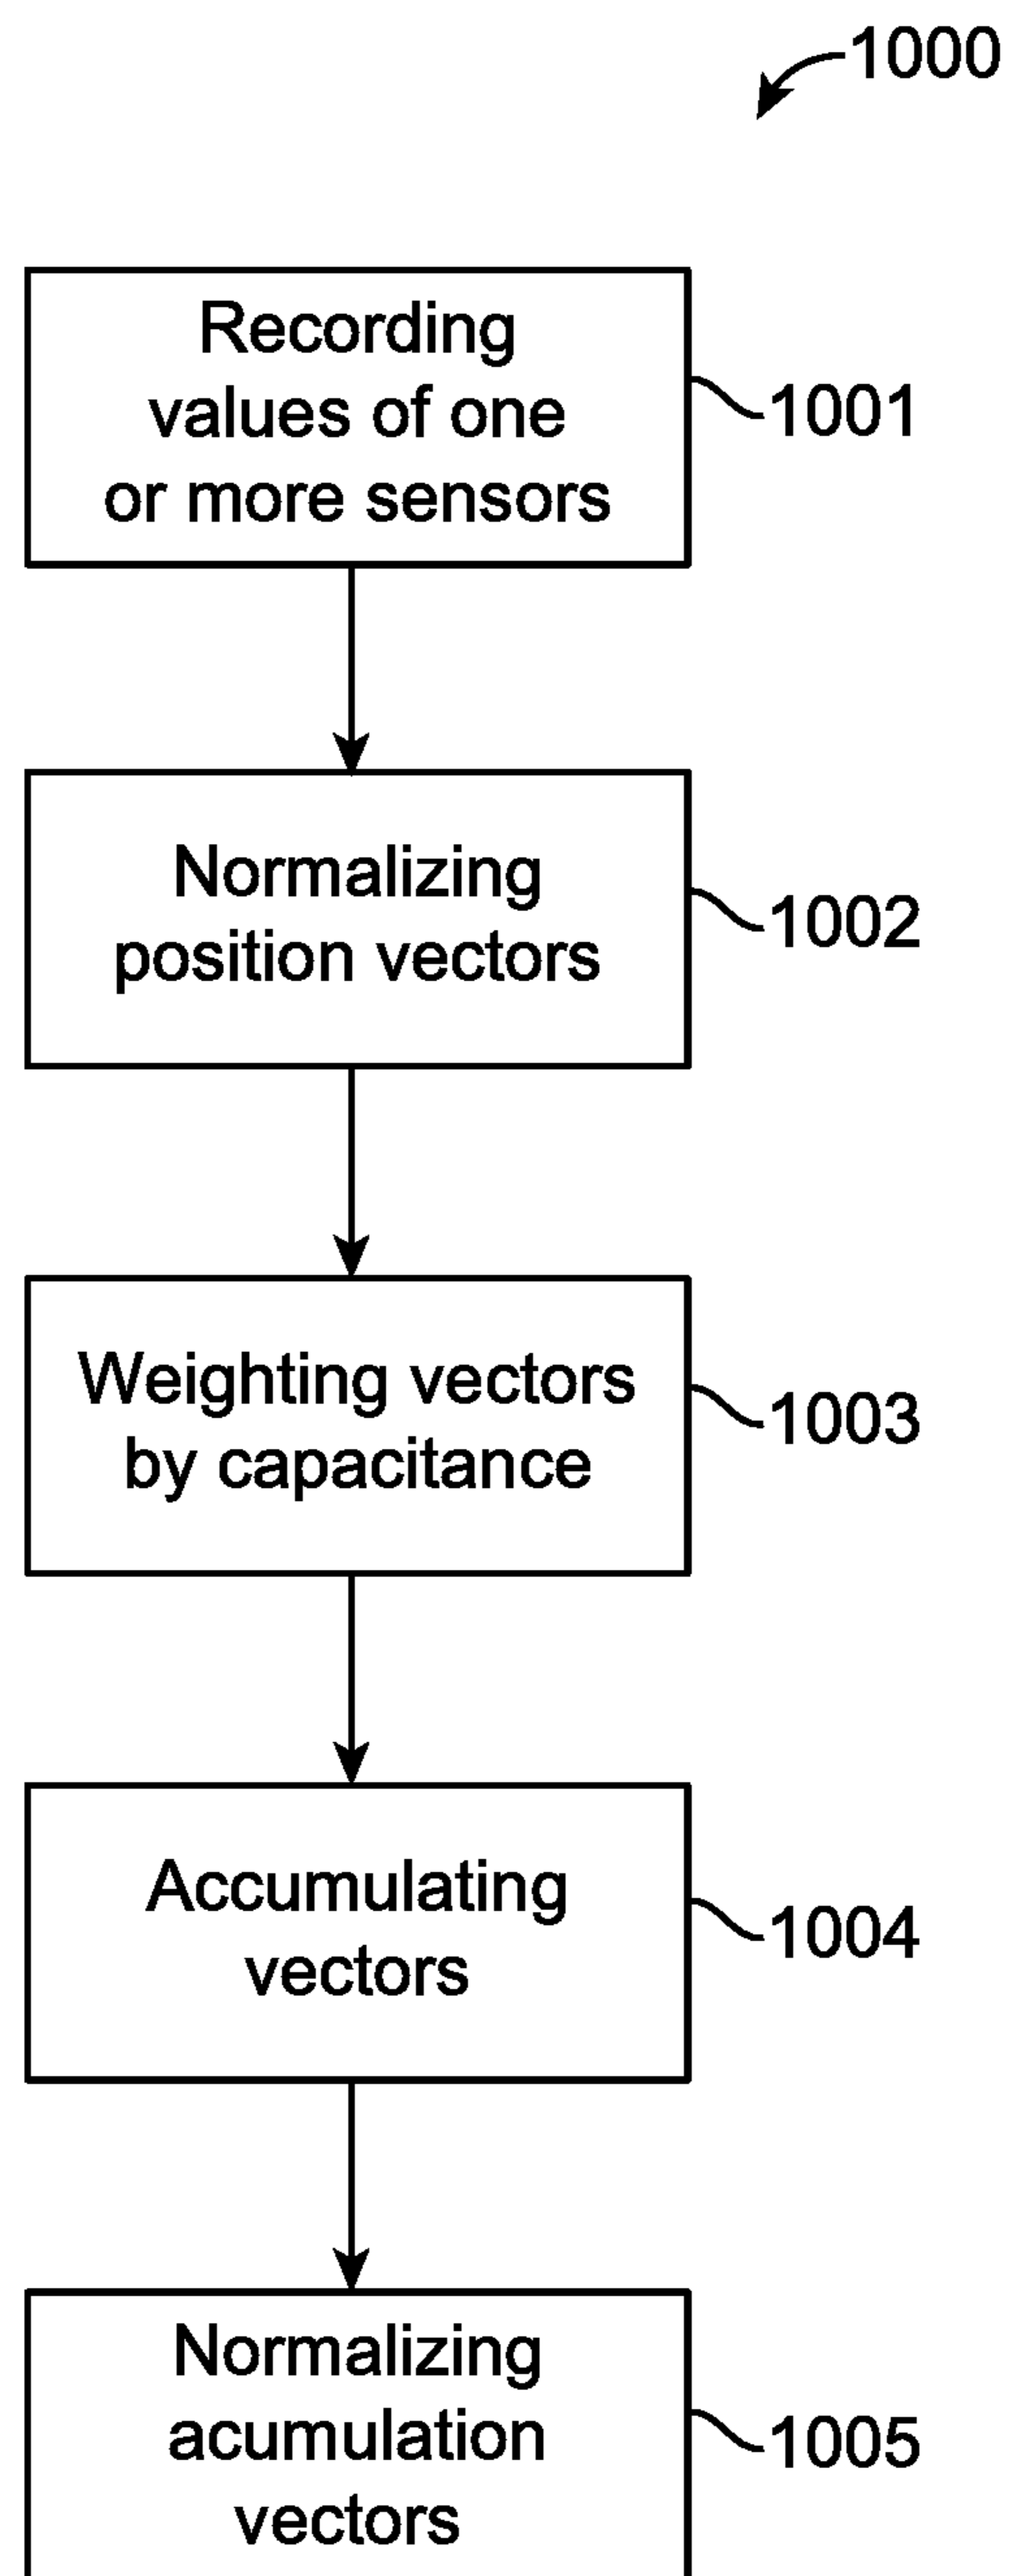 1000
Recording
values of one
or more sensors
1001
Normalizing
position vectors
1002
Weighting vectors
by capacitance
1003
Accumulating
vectors
1004
Normalizing
acumulation
vectors
1005